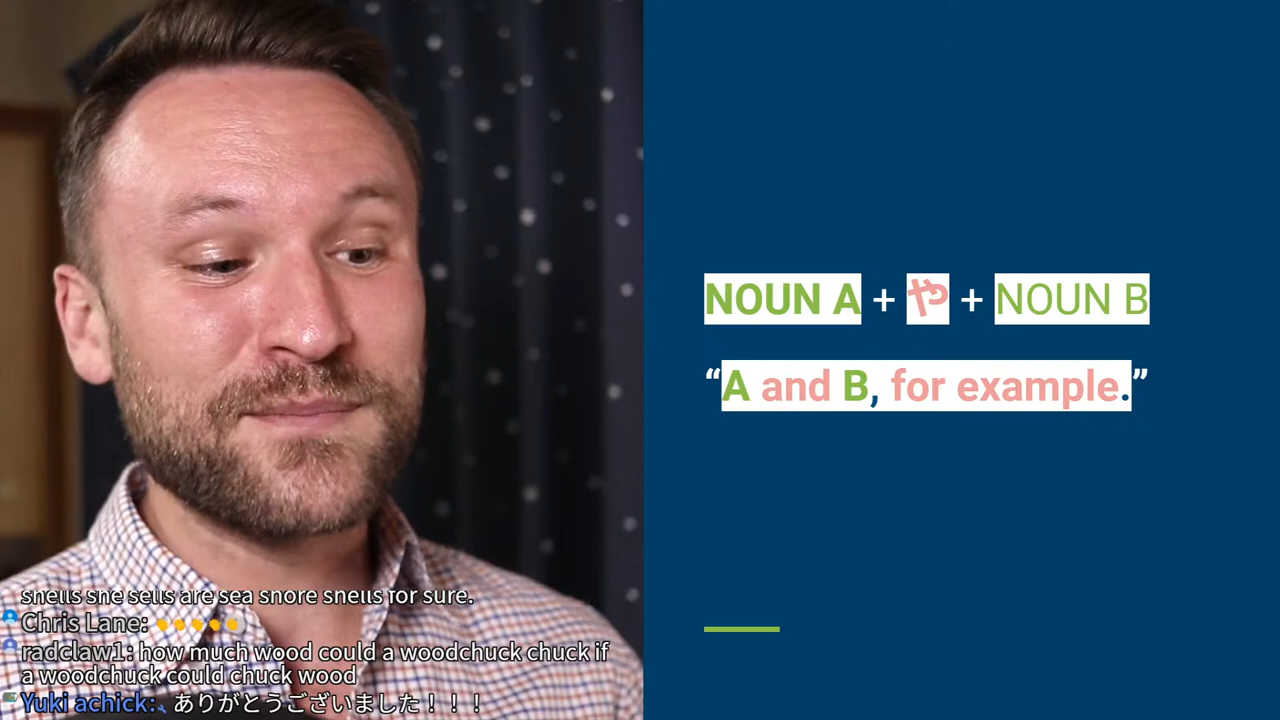 NOUN A + や + NOUN B
“A and B, for example.”
shells she sells are sea shore shells for sure.
Chris Lane: 👏👏👏👏👏
radclaw1: how much wood could a woodchuck chuck if
a woodchuck could chuck wood
Yuki achick: ありがとうございました！！！